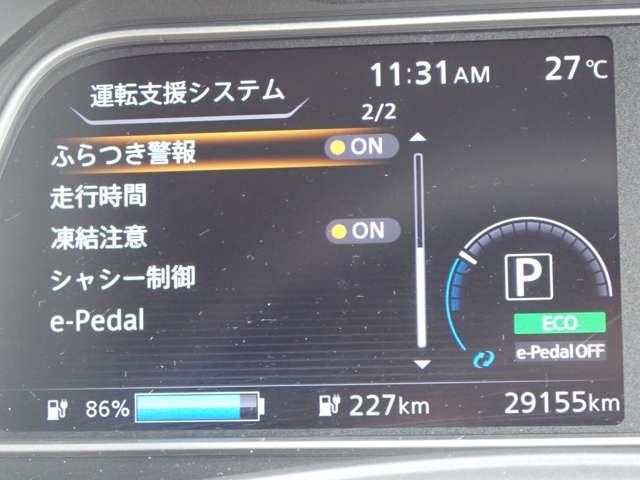 11:31 AM 27℃
運転支援システム
2/2
ふらつき警報 ON
走行時間
凍結注意 ON
シャシー制御
e-Pedal
P
ECO
e-Pedal OFF
86% 227km 29155km